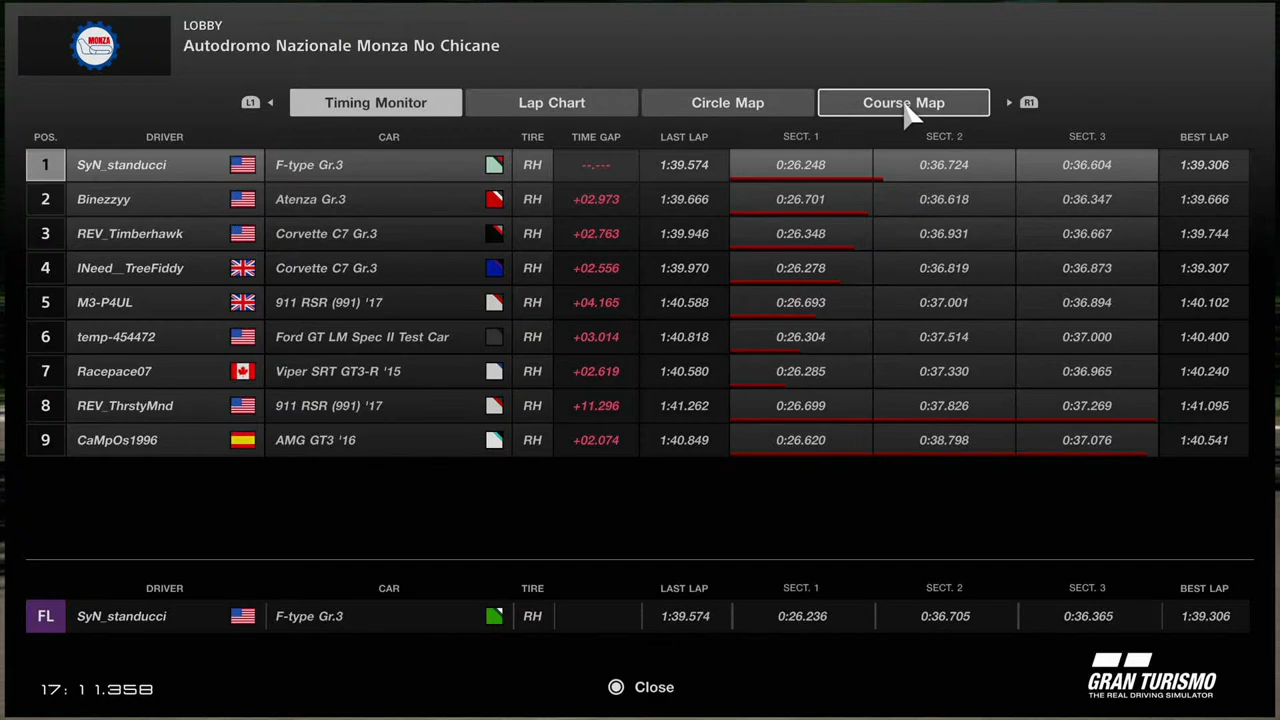 MONZA
LOBBY
Autodromo Nazionale Monza No Chicane
L1 Timing Monitor Lap Chart Circle Map Course Map R1
POS. DRIVER CAR TIRE TIME GAP LAST LAP SECT. 1 SECT. 2 SECT. 3 BEST LAP
1 SyN_standucci F-type Gr.3 RH --.--- 1:39.574 0:26.248 0:36.724 0:36.604 1:39.306
2 Binezzyy Atenza Gr.3 RH +02.973 1:39.666 0:26.701 0:36.618 0:36.347 1:39.666
3 REV_Timberhawk Corvette C7 Gr.3 RH +02.763 1:39.946 0:26.348 0:36.931 0:36.667 1:39.744
4 INeed__TreeFiddy Corvette C7 Gr.3 RH +02.556 1:39.970 0:26.278 0:36.819 0:36.873 1:39.307
5 M3-P4UL 911 RSR (991) '17 RH +04.165 1:40.588 0:26.693 0:37.001 0:36.894 1:40.102
6 temp-454472 Ford GT LM Spec II Test Car RH +03.014 1:40.818 0:26.304 0:37.514 0:37.000 1:40.400
7 Racepace07 Viper SRT GT3-R '15 RH +02.619 1:40.580 0:26.285 0:37.330 0:36.965 1:40.240
8 REV_ThrstyMnd 911 RSR (991) '17 RH +11.296 1:41.262 0:26.699 0:37.826 0:37.269 1:41.095
9 CaMpOs1996 AMG GT3 '16 RH +02.074 1:40.849 0:26.620 0:38.798 0:37.076 1:40.541
DRIVER CAR TIRE LAST LAP SECT. 1 SECT. 2 SECT. 3 BEST LAP
FL SyN_standucci F-type Gr.3 RH 1:39.574 0:26.236 0:36.705 0:36.365 1:39.306
17:11.358
Close
GRAN TURISMO
THE REAL DRIVING SIMULATOR